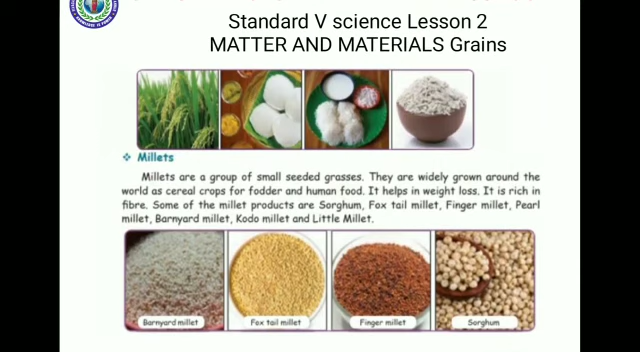 Standard V science Lesson 2
MATTER AND MATERIALS Grains
❖ Millets
Millets are a group of small seeded grasses. They are widely grown around the
world as cereal crops for fodder and human food. It helps in weight loss. It is rich in
fibre. Some of the millet products are Sorghum, Fox tail millet, Finger millet, Pearl
millet, Barnyard millet, Kodo millet and Little Millet.
Barnyard millet
Fox tail millet
Finger millet
Sorghum